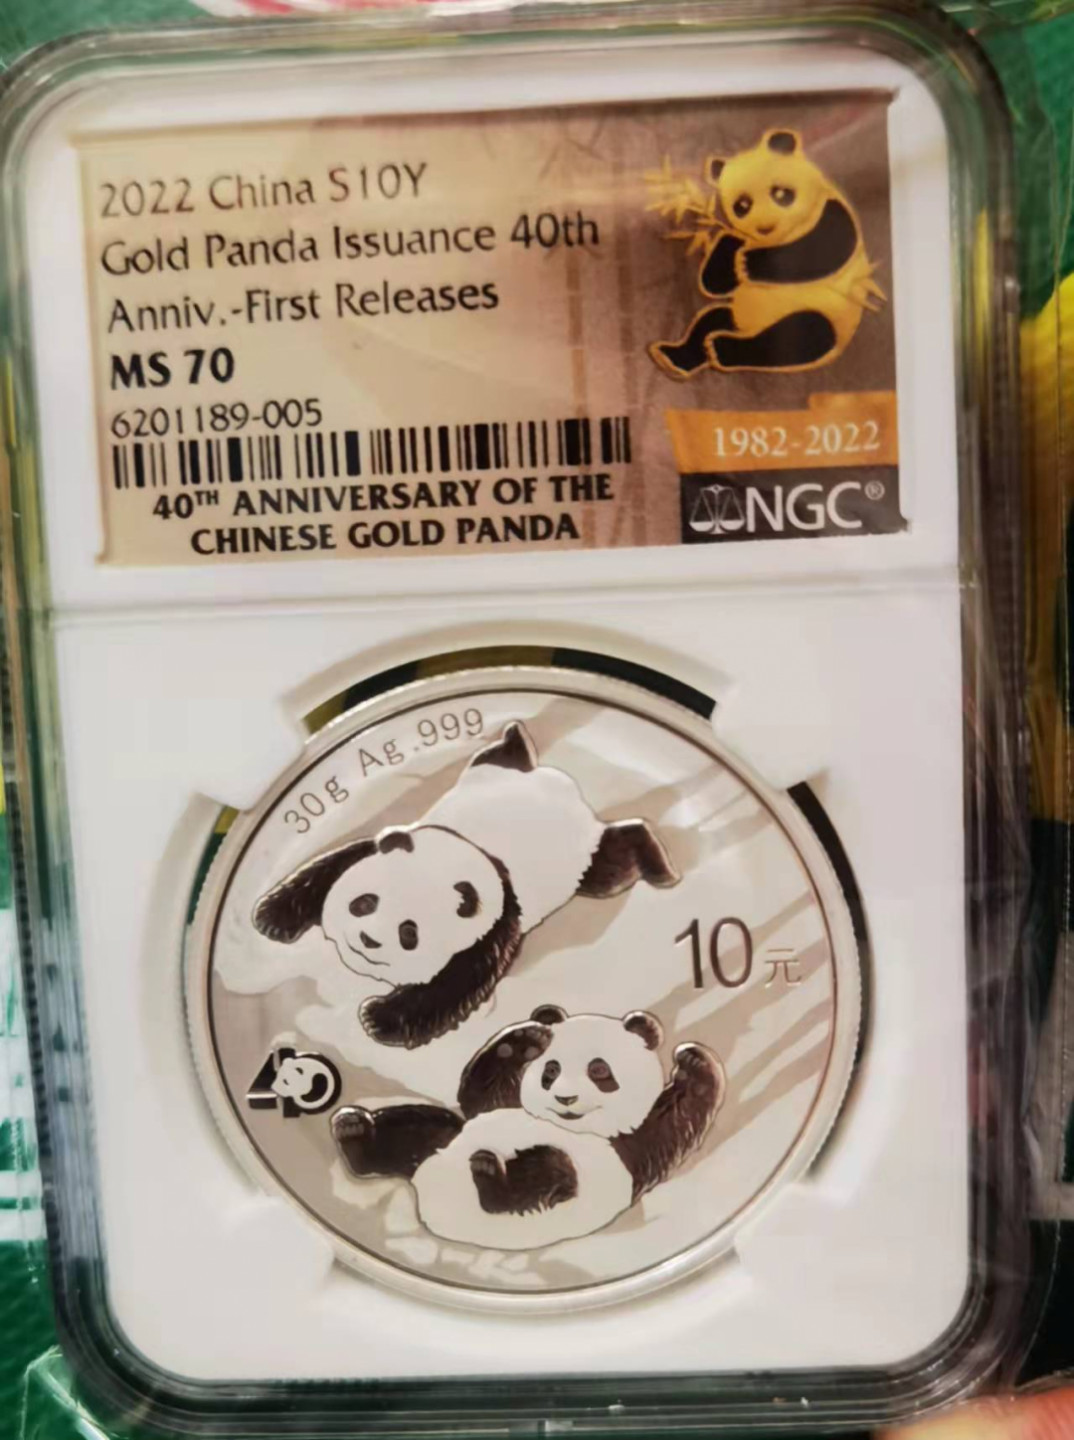 2022 China S10Y
Gold Panda Issuance 40th
Anniv.-First Releases
MS 70
6201189-005
40TH ANNIVERSARY OF THE
CHINESE GOLD PANDA
1982-2022
NGC®
30g Ag .999
10元
40